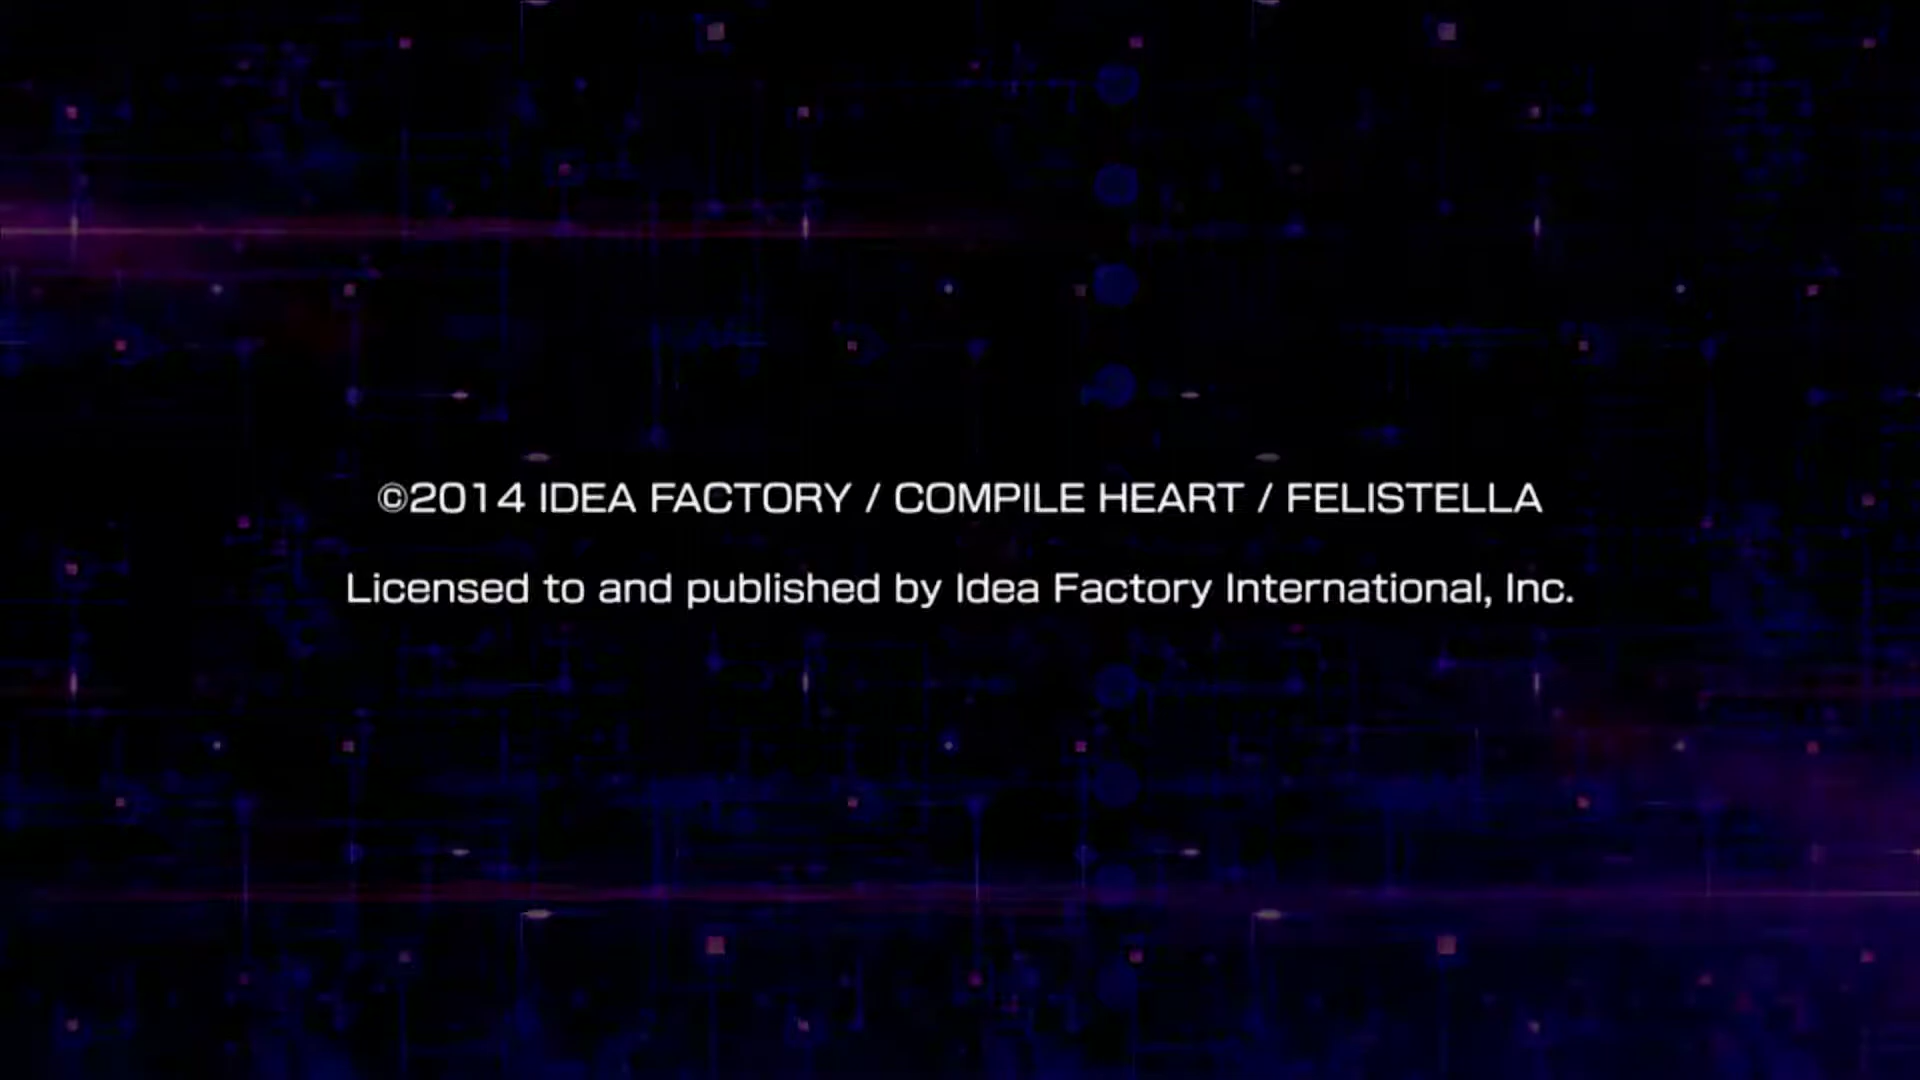 ©2014 IDEA FACTORY / COMPILE HEART / FELISTELLA
Licensed to and published by Idea Factory International, Inc.